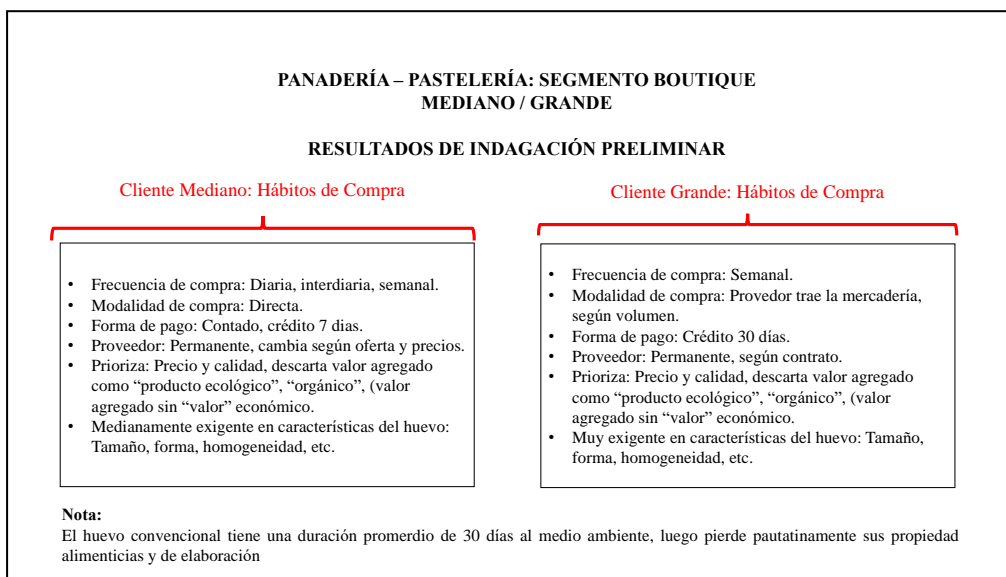 PANADERÍA – PASTELERÍA: SEGMENTO BOUTIQUE
MEDIANO / GRANDE
RESULTADOS DE INDAGACIÓN PRELIMINAR
Cliente Mediano: Hábitos de Compra
• Frecuencia de compra: Diaria, interdiaria, semanal.
• Modalidad de compra: Directa.
• Forma de pago: Contado, crédito 7 dias.
• Proveedor: Permanente, cambia según oferta y precios.
• Prioriza: Precio y calidad, descarta valor agregado
como “producto ecológico”, “orgánico”, (valor
agregado sin “valor” económico.
• Medianamente exigente en características del huevo:
Tamaño, forma, homogeneidad, etc.
Cliente Grande: Hábitos de Compra
• Frecuencia de compra: Semanal.
• Modalidad de compra: Provedor trae la mercadería,
según volumen.
• Forma de pago: Crédito 30 días.
• Proveedor: Permanente, según contrato.
• Prioriza: Precio y calidad, descarta valor agregado
como “producto ecológico”, “orgánico”, (valor
agregado sin “valor” económico.
• Muy exigente en características del huevo: Tamaño,
forma, homogeneidad, etc.
Nota:
El huevo convencional tiene una duración promerdio de 30 días al medio ambiente, luego pierde pautatinamente sus propiedad
alimenticias y de elaboración